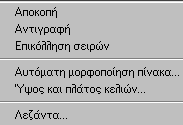 Αποκοπή
Αντιγραφή
Επικόλληση σειρών
Αυτόματη μορφοποίηση πίνακα...
Ύψος και πλάτος κελιών...
Λεζάντα...